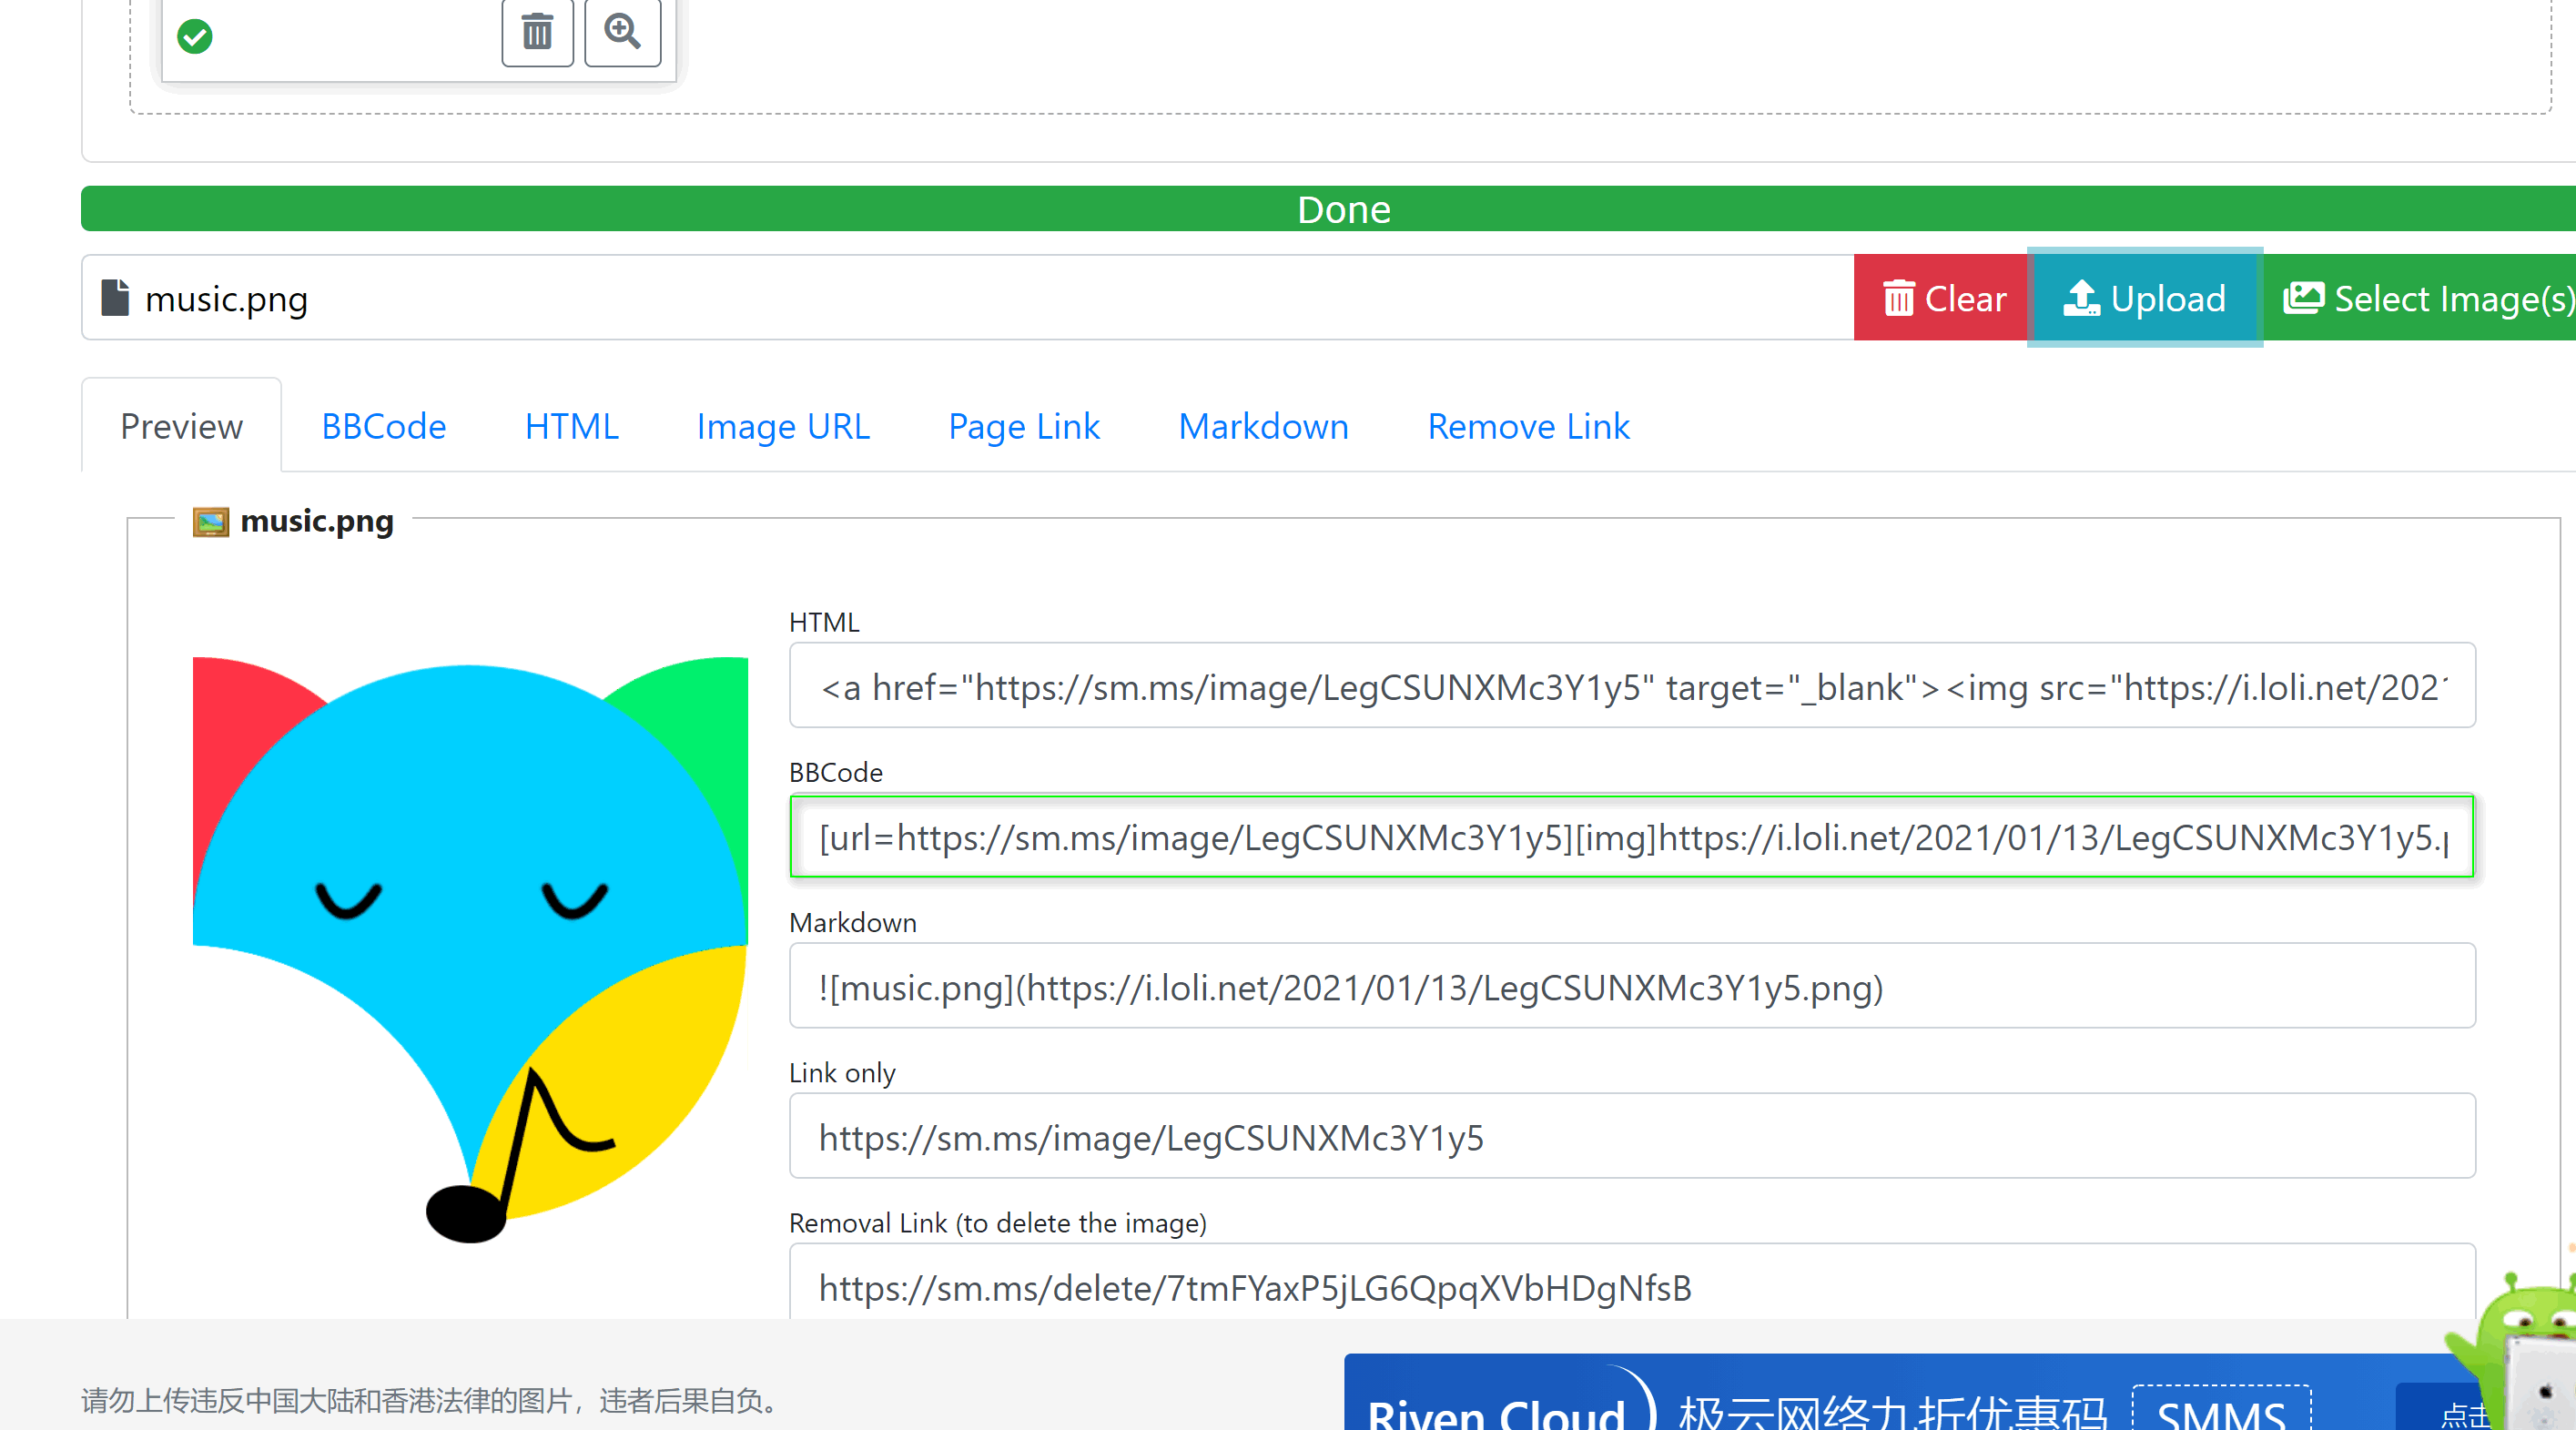 Done
music.png
Clear
Upload
Select Image(s)
Preview
BBCode
HTML
Image URL
Page Link
Markdown
Remove Link
music.png
HTML
<a href="https://sm.ms/image/LegCSUNXMc3Y1y5" target="_blank"><img src="https://i.loli.net/202
BBCode
[url=https://sm.ms/image/LegCSUNXMc3Y1y5][img]https://i.loli.net/2021/01/13/LegCSUNXMc3Y1y5.p
Markdown
![music.png](https://i.loli.net/2021/01/13/LegCSUNXMc3Y1y5.png)
Link only
https://sm.ms/image/LegCSUNXMc3Y1y5
Removal Link (to delete the image)
https://sm.ms/delete/7tmFYaxP5jLG6QpqXVbHDgNfsB
请勿上传违反中国大陆和香港法律的图片，违者后果自负。
Riven Cloud
极云网络九折优惠码
SMMS
点击